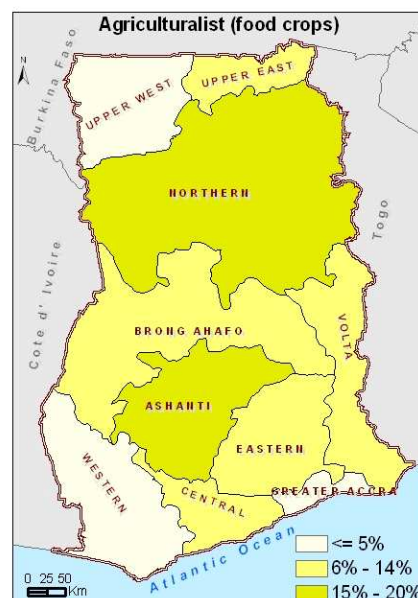 Agriculturalist (food crops)
Burkina Faso
UPPER WEST
UPPER EAST
NORTHERN
Togo
Cote d' Ivoire
BRONG AHAFO
VOLTA
ASHANTI
EASTERN
WESTERN
GREATER ACCRA
CENTRAL
Atlantic Ocean
<= 5%
6% - 14%
15% - 20%
0 25 50
Km